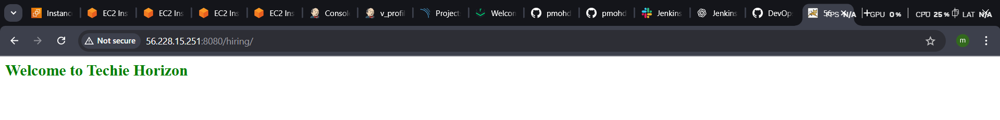 Instanc EC2 Ins EC2 Ins EC2 Ins EC2 Ins Consol v_profil Project Welcon pmohd pmohd Jenkins Jenkins DevOp 56 FPS N/A GPU 0 % CPU 25 % LAT N/A
Not secure 56.228.15.251:8080/hiring/ m
Welcome to Techie Horizon